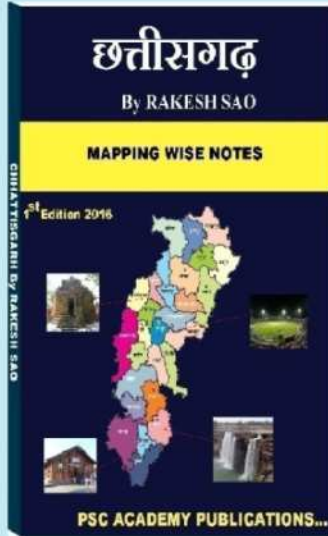 छत्तीसगढ़
By RAKESH SAO
MAPPING WISE NOTES
1st Edition 2016
CHHATTISGARH By RAKESH SAO
PSC ACADEMY PUBLICATIONS...